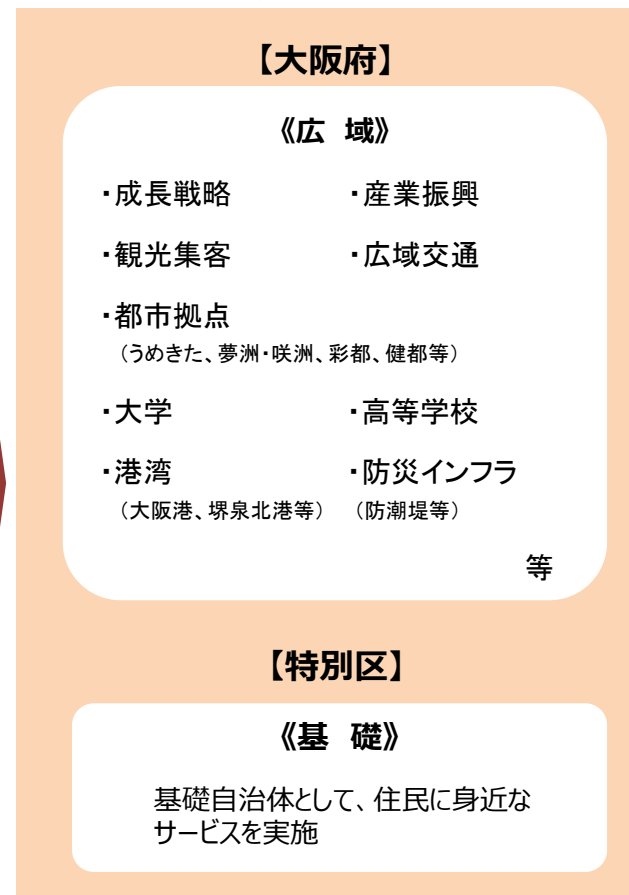 【大阪府】
《広 域》
・成長戦略 ・産業振興
・観光集客 ・広域交通
・都市拠点
（うめきた、夢洲・咲洲、彩都、健都等）
・大学 ・高等学校
・港湾 ・防災インフラ
（大阪港、堺泉北港等） （防潮堤等）
等
【特別区】
《基 礎》
基礎自治体として、住民に身近な
サービスを実施